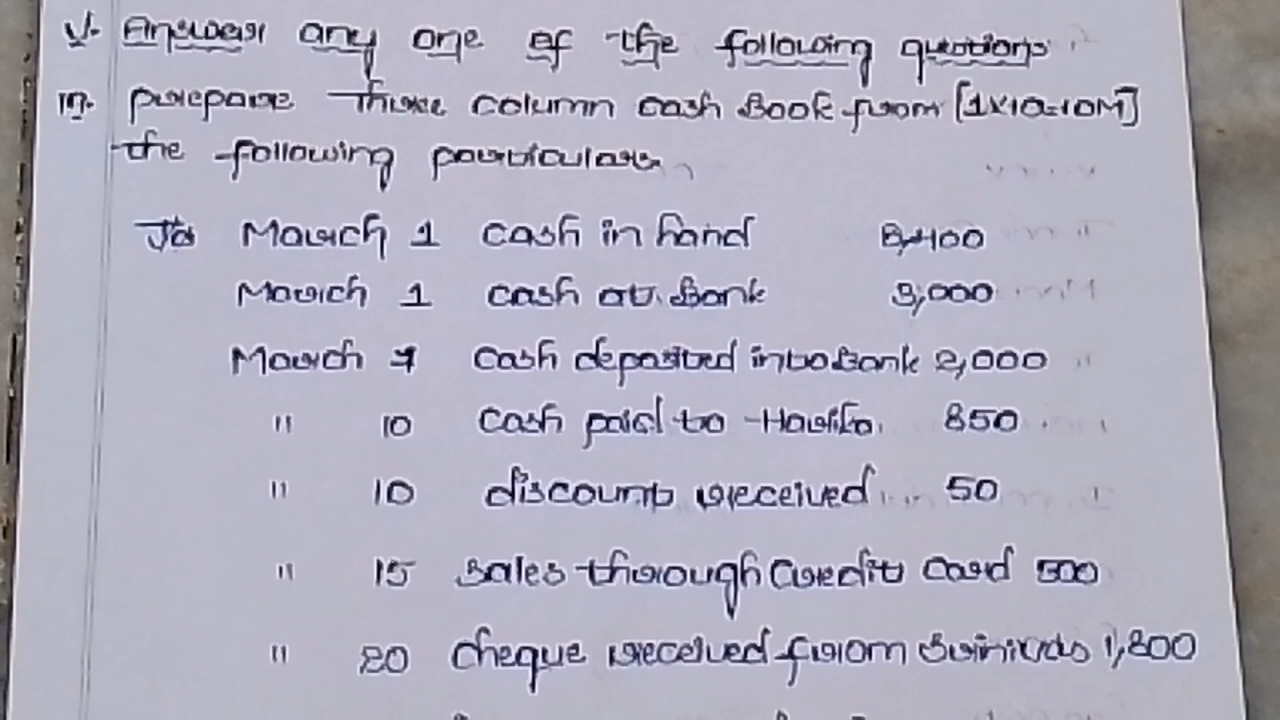 V. Answer any one of the following questions
prepare Three column cash Book from [1X10=10M]
the following particulars
March 1 cash in hand 8,400
March 1 cash at Bank 3,000
March 7 cash deposited into Bank 2,000
" 10 cash paid to Harika. 850
" 10 discount received 50
" 15 sales through Credit Card 500
" 20 cheque received from Srinivas 1,800